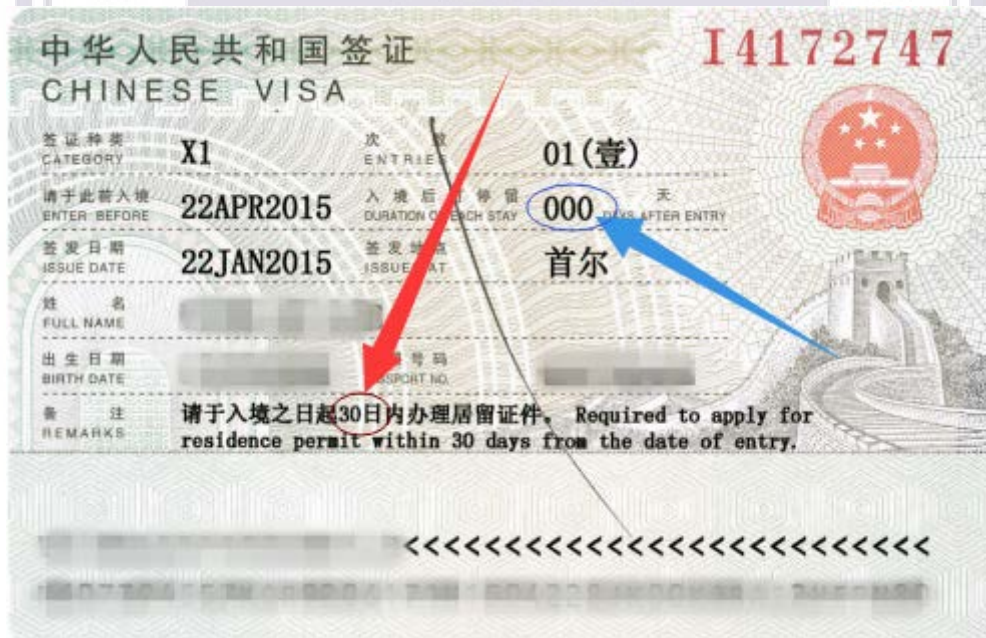 中华人民共和国签证 I4172747
CHINESE VISA
签证种类 次 数
CATEGORY X1 ENTRIES 01(壹)
请于此前入境 入境后 停留 天
ENTER BEFORE 22APR2015 DURATION OF EACH STAY 000 DAYS AFTER ENTRY
签发日期 签发地点
ISSUE DATE 22JAN2015 ISSUED AT 首尔
姓 名
FULL NAME
出生日期 号码
BIRTH DATE PASSPORT NO.
备 注 请于入境之日起30日内办理居留证件。 Required to apply for
REMARKS residence permit within 30 days from the date of entry.
<<<<<<<<<<<<<<<<<<<<<<<<<<